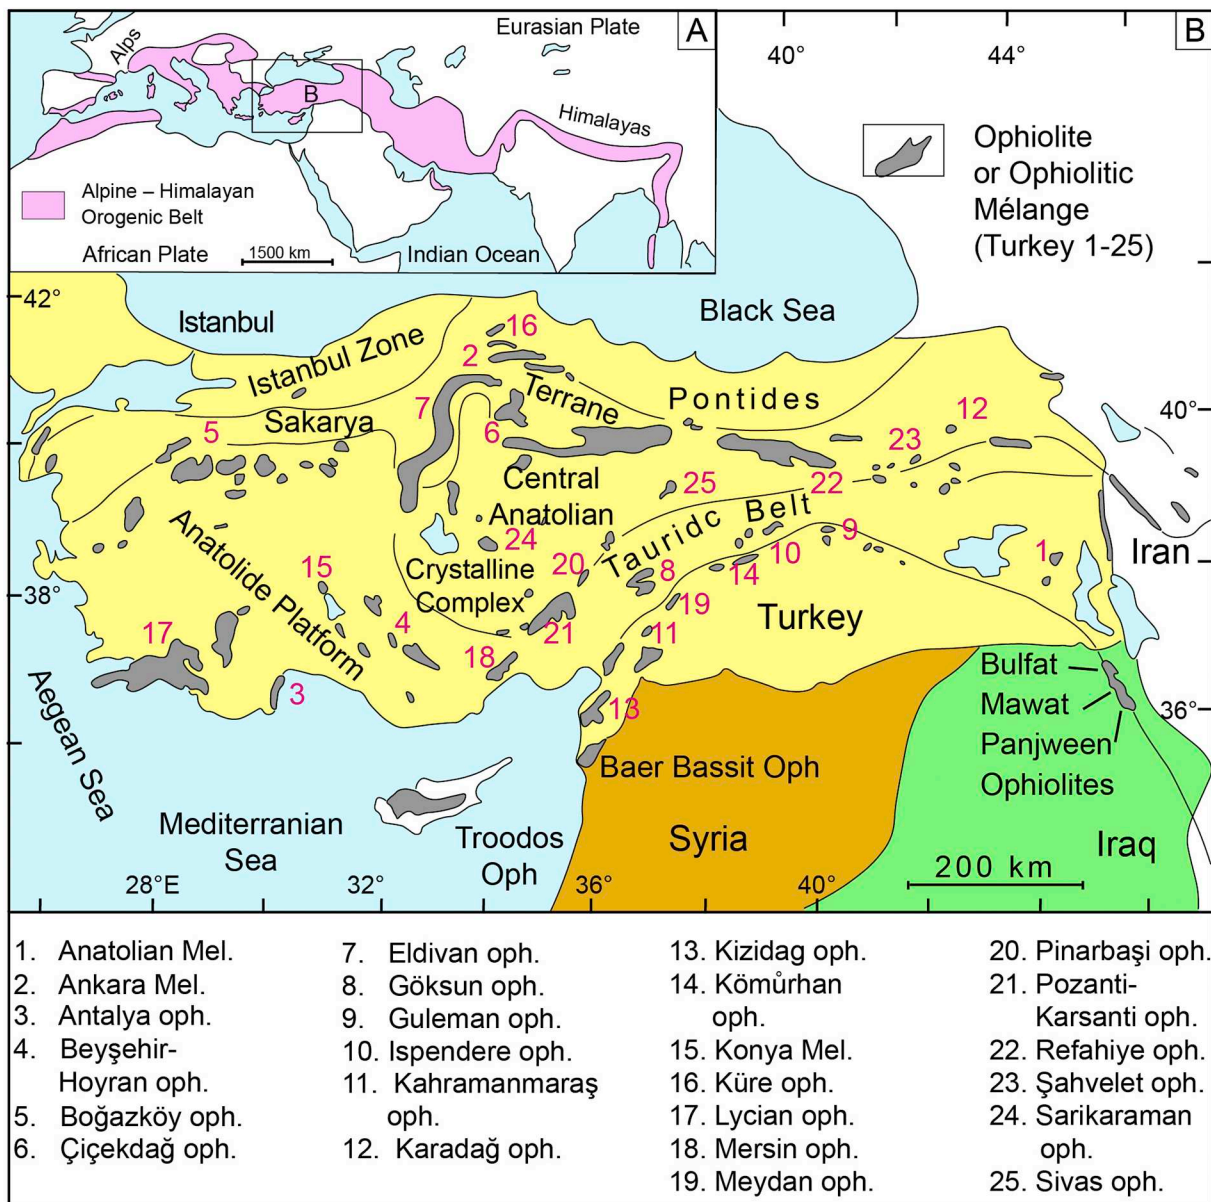 A
Eurasian Plate
Alps
B
Himalayas
Alpine – Himalayan
Orogenic Belt
African Plate
1500 km
Indian Ocean
B
40°
44°
Ophiolite
or Ophiolitic
Mélange
(Turkey 1-25)
42°
Istanbul
Black Sea
16
Istanbul Zone
2
Terrane
Pontides
7
12
40°
Sakarya
5
6
23
Central
Anatolian
25
22
Tauridc Belt
Anatolide Platform
24
9
Iran
15
Crystalline
Complex
20
8
14
10
1
38°
19
Turkey
17
4
21
11
18
3
13
Bulfat
Mawat
Panjween
Ophiolites
36°
Aegean Sea
Baer Bassit Oph
Mediterranian
Sea
Troodos
Oph
Syria
Iraq
200 km
28°E
32°
36°
40°
1. Anatolian Mel.
2. Ankara Mel.
3. Antalya oph.
4 Beyşehir-
Hoyran oph.
5 Boğazköy oph.
6 Çiçekdağ oph.
7. Eldivan oph.
8 Göksun oph.
9. Guleman oph.
10. Ispendere oph.
11. Kahramanmaraş
oph.
12. Karadağ oph.
13. Kizidag oph.
14. Kömůrhan
oph.
15. Konya Mel.
16. Küre oph.
17. Lycian oph.
18. Mersin oph.
19. Meydan oph.
20. Pinarbaşi oph.
21. Pozanti-
Karsanti oph.
22. Refahiye oph.
23. Şahvelet oph.
24. Sarikaraman
oph.
25. Sivas oph.